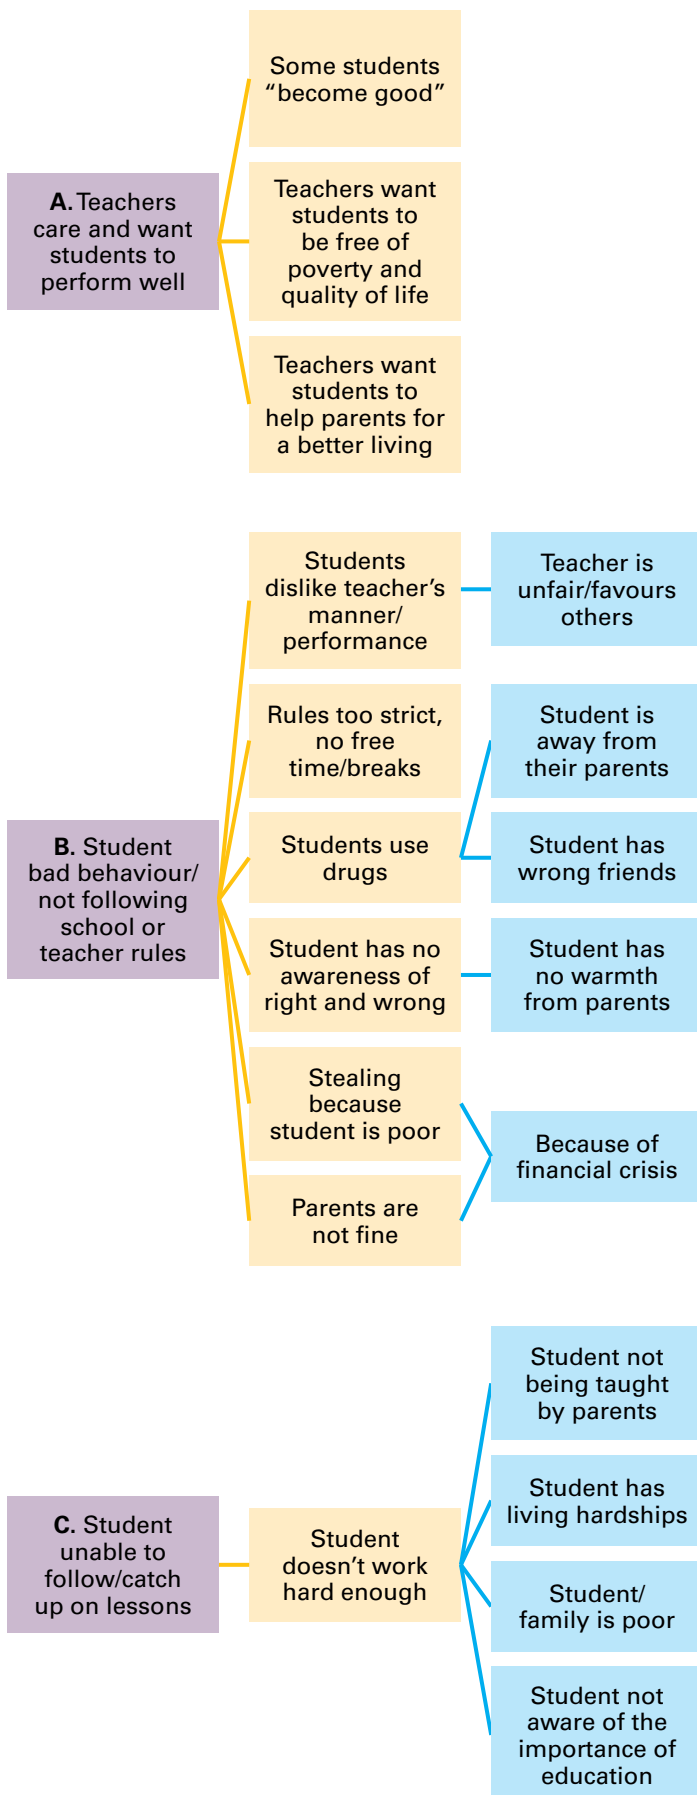 Some students
“become good”
A. Teachers
care and want
students to
perform well
Teachers want
students to
be free of
poverty and
quality of life
Teachers want
students to
help parents for
a better living
Students
dislike teacher’s
manner/
performance
Teacher is
unfair/favours
others
Rules too strict,
no free
time/breaks
Student is
away from
their parents
B. Student
bad behaviour/
not following
school or
teacher rules
Students use
drugs
Student has
wrong friends
Student has no
awareness of
right and wrong
Student has
no warmth
from parents
Stealing
because
student is poor
Because of
financial crisis
Parents are
not fine
C. Student
unable to
follow/catch
up on lessons
Student
doesn’t work
hard enough
Student not
being taught
by parents
Student has
living hardships
Student/
family is poor
Student not
aware of the
importance of
education